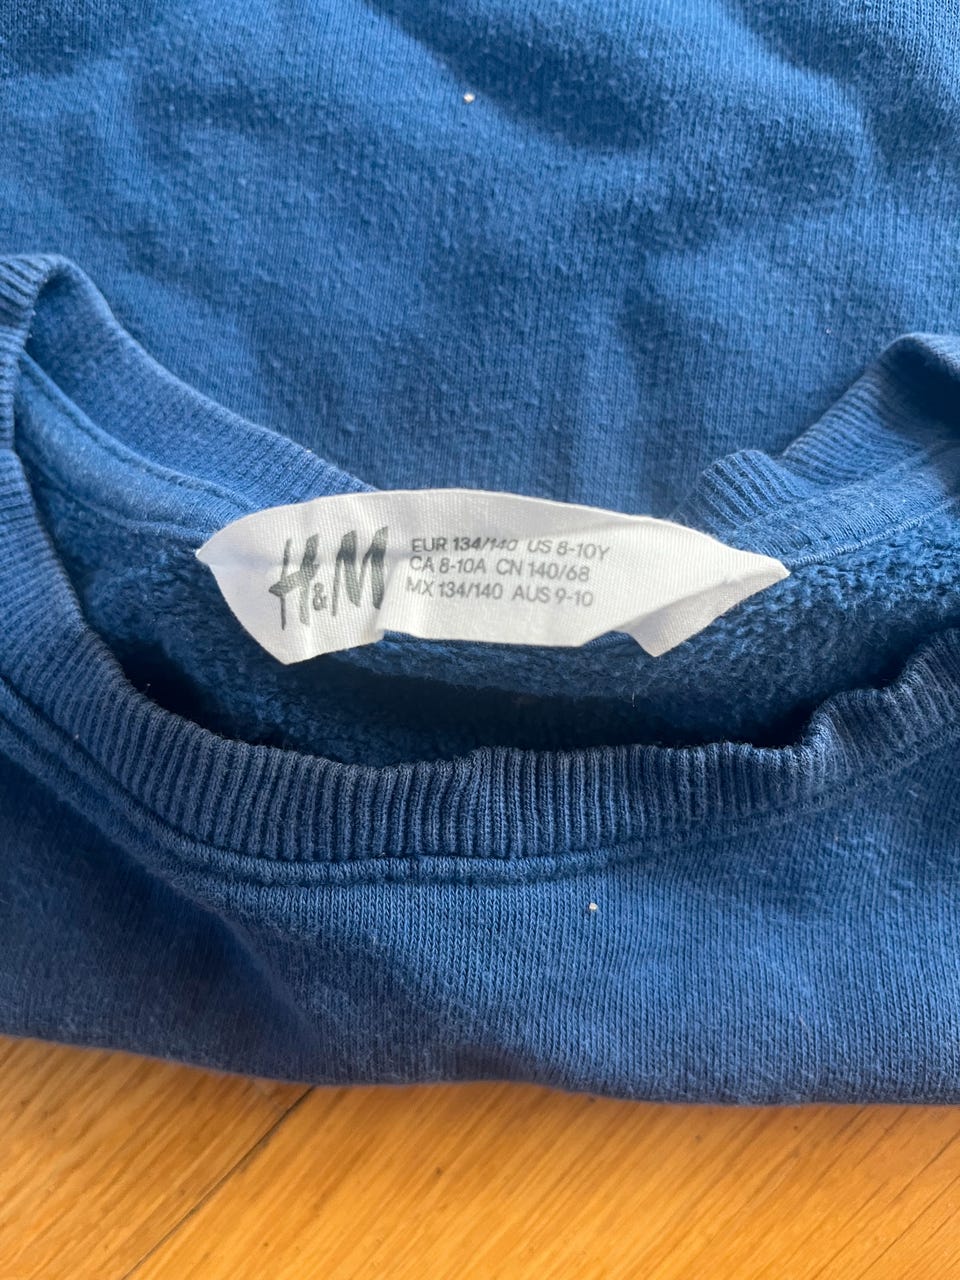 H&M
EUR 134/140 US 8-10Y
CA 8-10A CN 140/68
MX 134/140 AUS 9-10